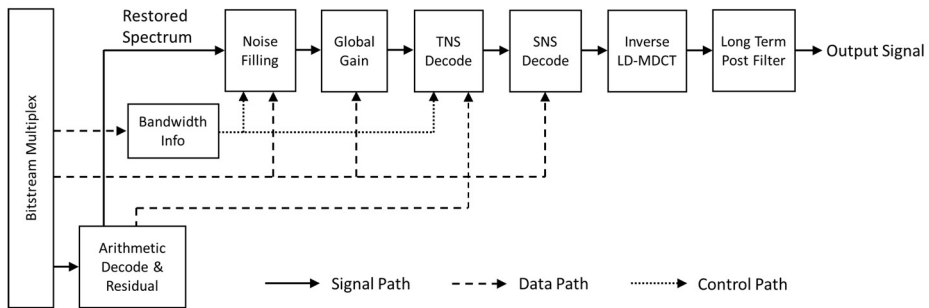 Restored
Spectrum
Noise
Filling
Global
Gain
TNS
Decode
SNS
Decode
Inverse
LD-MDCT
Long Term
Post Filter
Output Signal
Bitstream Multiplex
Bandwidth
Info
Arithmetic
Decode &
Residual
Signal Path
Data Path
Control Path